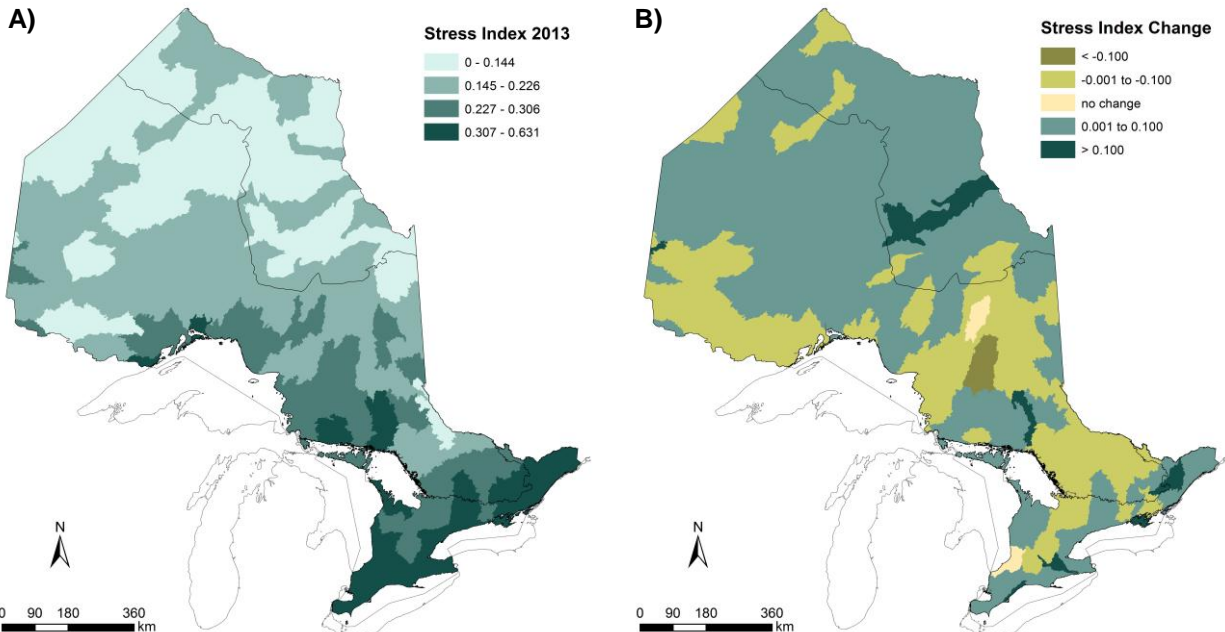 A)
Stress Index 2013
0 - 0.144
0.145 - 0.226
0.227 - 0.306
0.307 - 0.631
N
0 90 180 360
km
B)
Stress Index Change
< -0.100
-0.001 to -0.100
no change
0.001 to 0.100
> 0.100
N
0 90 180 360
km